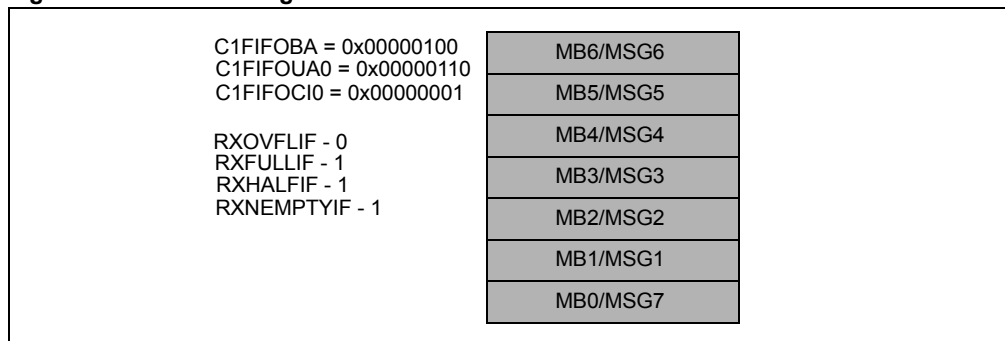 C1FIFOBA = 0x00000100
C1FIFOUA0 = 0x00000110
C1FIFOCI0 = 0x00000001
RXOVFLIF - 0
RXFULLIF - 1
RXHALFIF - 1
RXNEMPTYIF - 1
MB6/MSG6
MB5/MSG5
MB4/MSG4
MB3/MSG3
MB2/MSG2
MB1/MSG1
MB0/MSG7